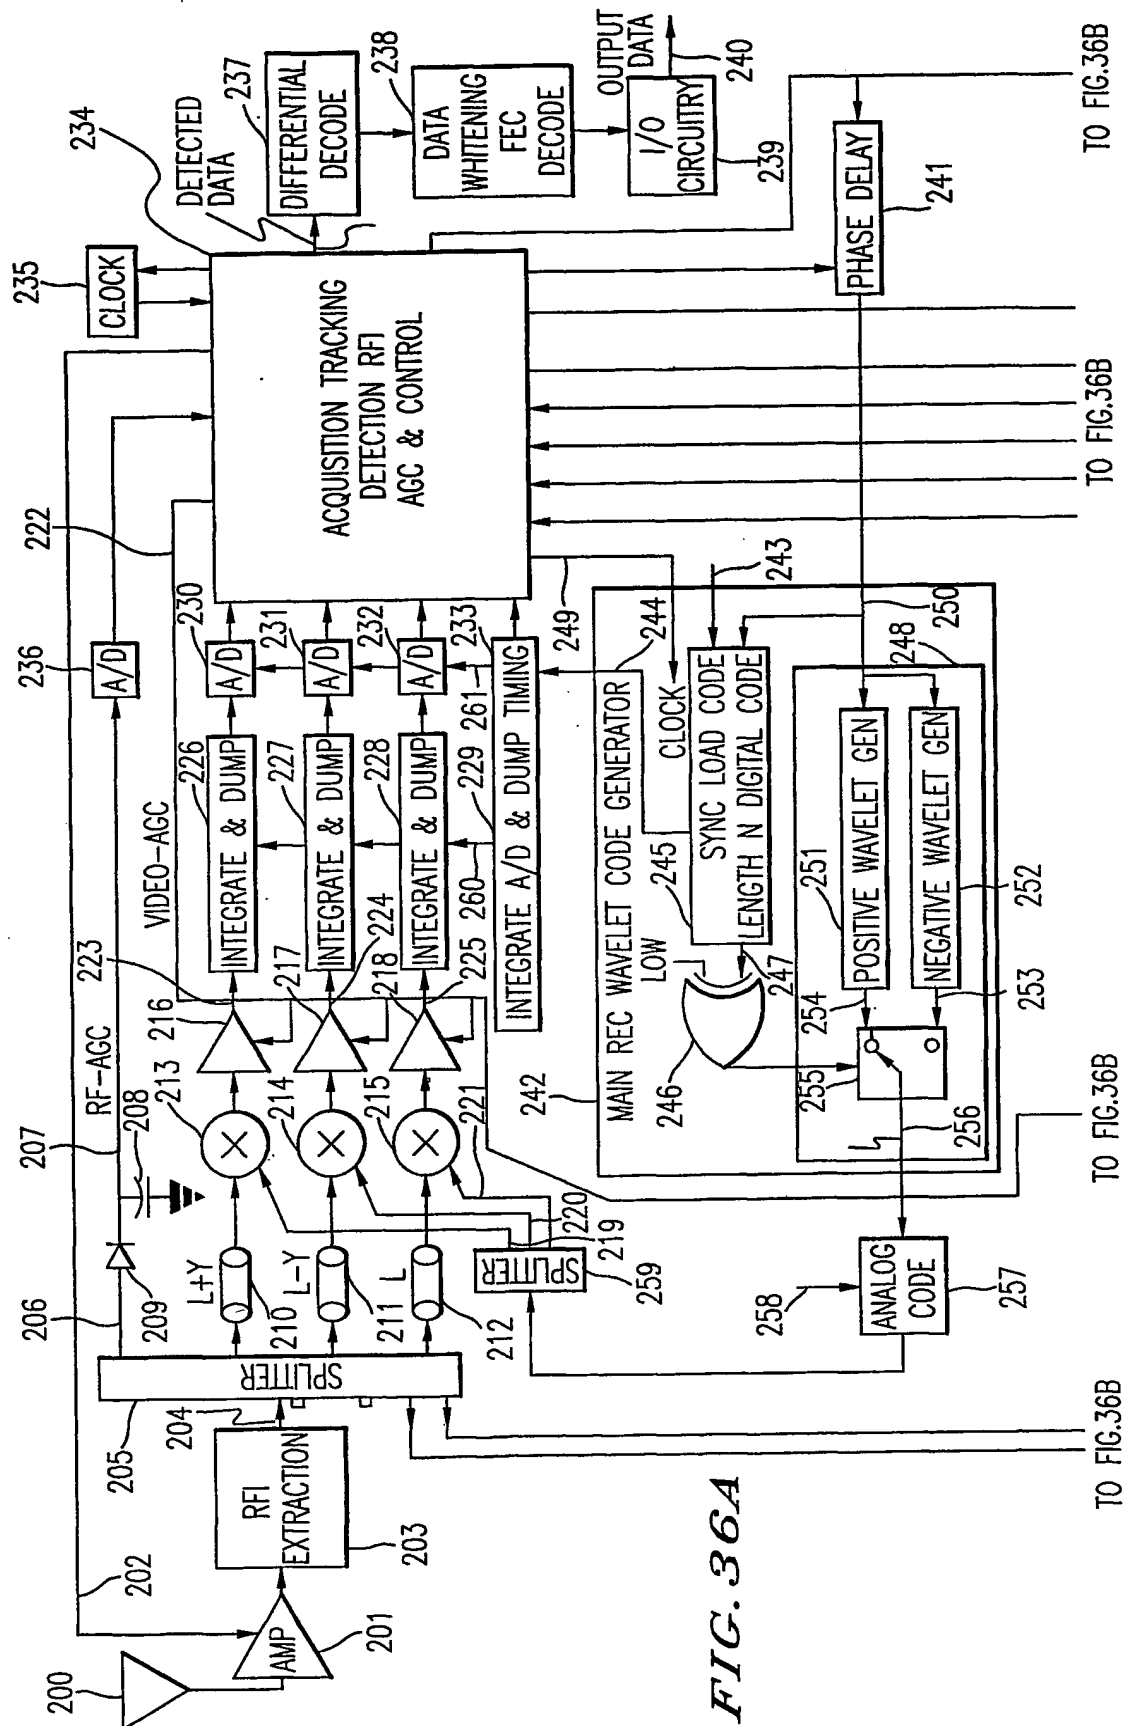 200
AMP
201
202
RFI
EXTRACTION
203
204
205
SPLITTER
206
209
207
RF-AGC
208
L+Y
210
L-Y
211
L
212
213
214
215
216
217
218
219
220
221
SPLITTER
259
222
VIDEO-AGC
223
224
225
226
INTEGRATE & DUMP
227
INTEGRATE & DUMP
228
INTEGRATE & DUMP
260
229
261
INTEGRATE A/D & DUMP TIMING
233
236
A/D
230
A/D
231
A/D
232
A/D
235
CLOCK
234
ACQUISITION TRACKING
DETECTION RFI
AGC & CONTROL
DETECTED
DATA
237
DIFFERENTIAL
DECODE
238
DATA
WHITENING
FEC
DECODE
OUTPUT
DATA
240
I/O
CIRCUITRY
239
PHASE DELAY
241
242
MAIN REC WAVELET CODE GENERATOR
244
249
CLOCK
243
245
SYNC LOAD CODE
LENGTH N DIGITAL CODE
LOW
247
246
250
248
251
POSITIVE WAVELET GEN
NEGATIVE WAVELET GEN
252
254
253
255
256
258
ANALOG
CODE
257
TO FIG.36B
TO FIG.36B
TO FIG.36B
TO FIG.36B
FIG.36A